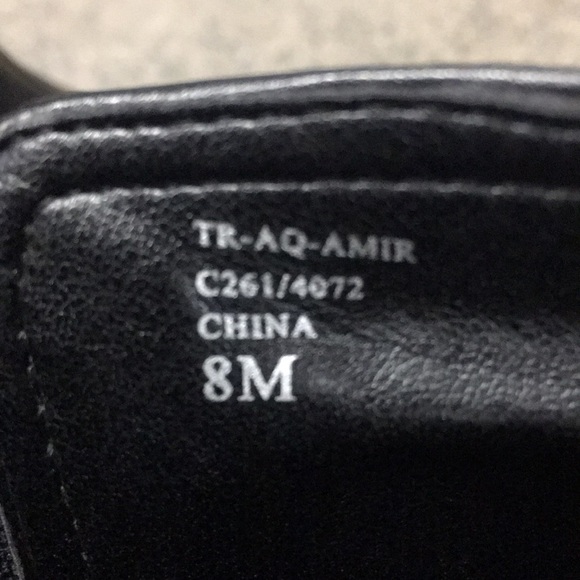 TR-AQ-AMIR
C261/4072
CHINA
8M